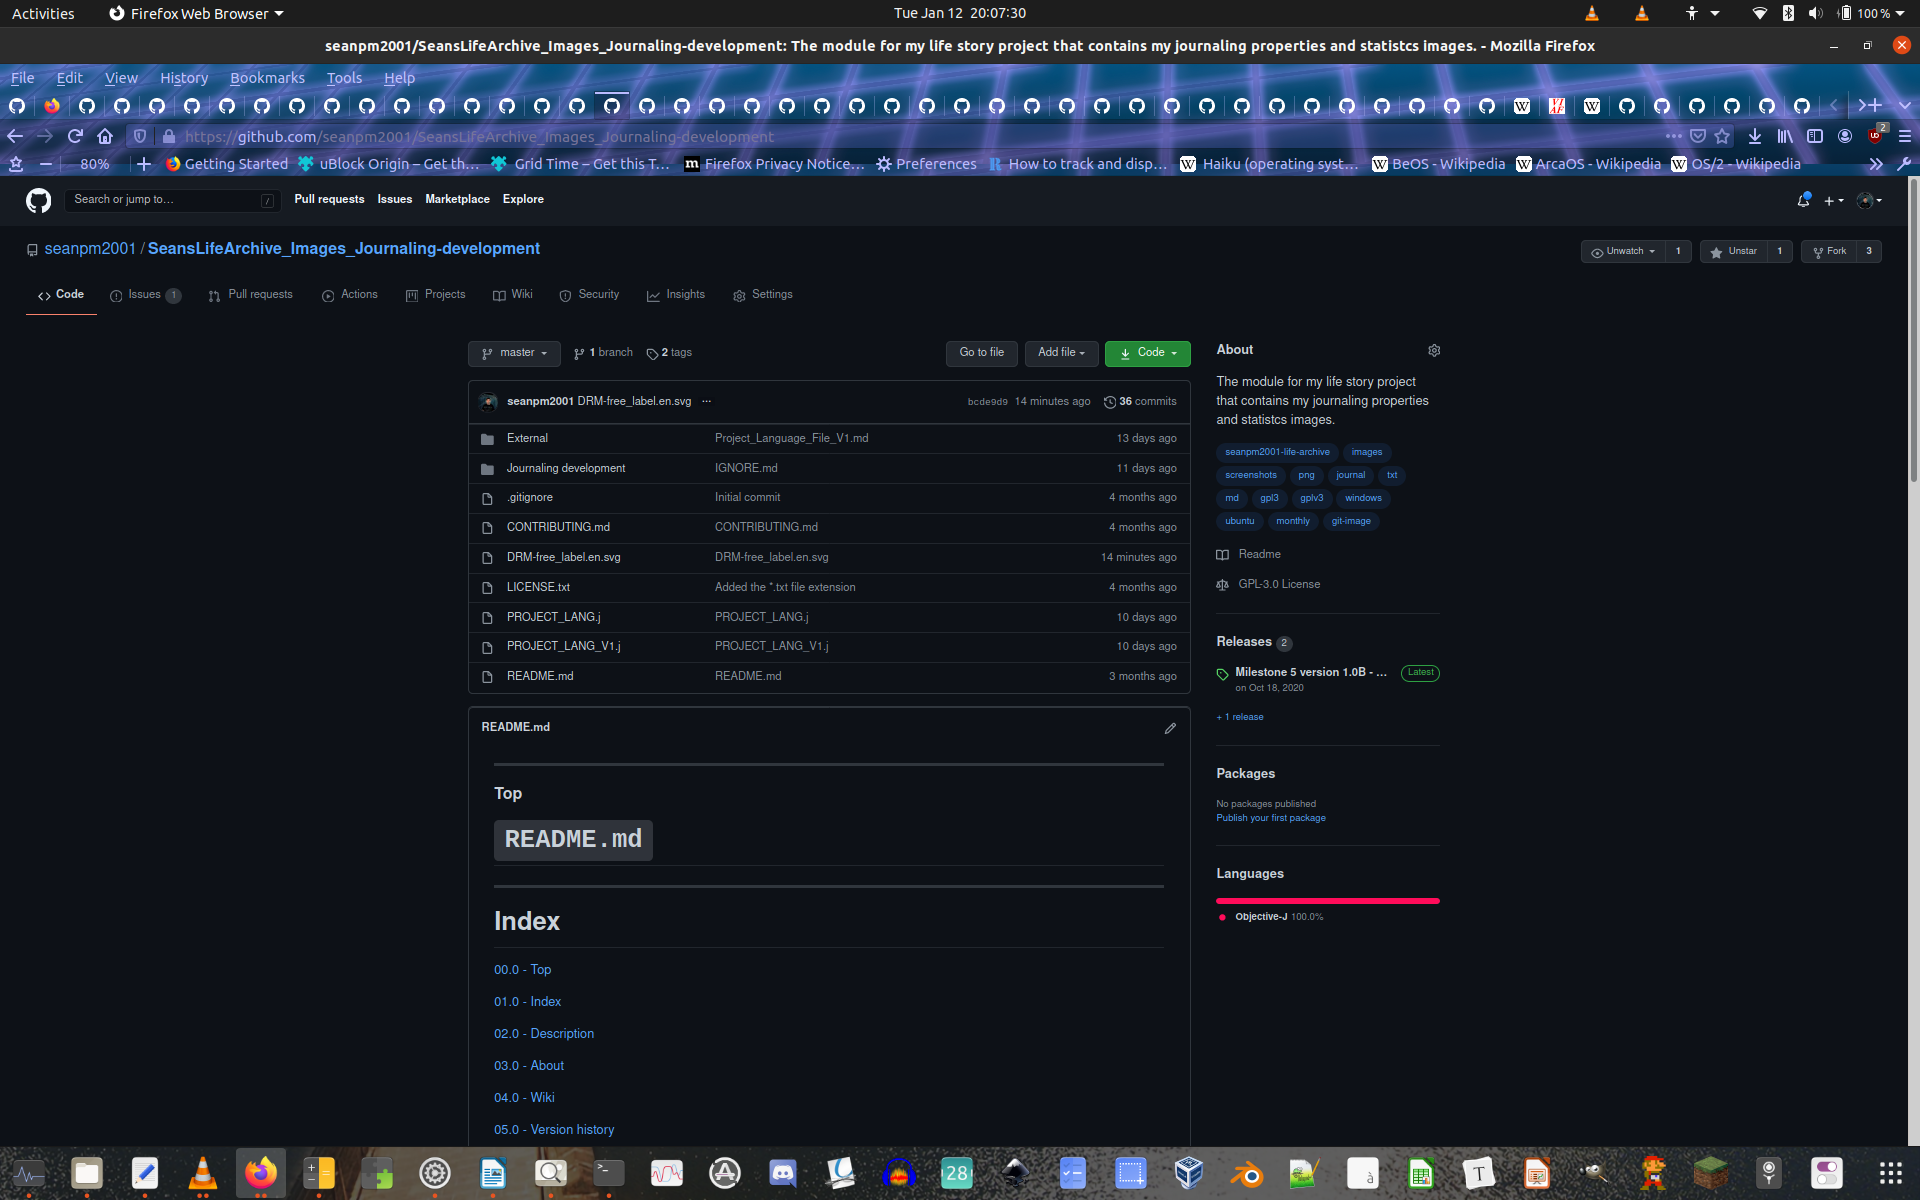 Activities
Firefox Web Browser
Tue Jan 12  20:07:30
100 %
seanpm2001/SeansLifeArchive_Images_Journaling-development: The module for my life story project that contains my journaling properties and statistcs images. - Mozilla Firefox
File Edit View History Bookmarks Tools Help
https://github.com/seanpm2001/SeansLifeArchive_Images_Journaling-development
2
80%
Getting Started
uBlock Origin – Get th…
Grid Time – Get this T…
Firefox Privacy Notice…
Preferences
How to track and disp…
Haiku (operating syst…
BeOS - Wikipedia
ArcaOS - Wikipedia
OS/2 - Wikipedia
Search or jump to…
/
Pull requests Issues Marketplace Explore
seanpm2001 / SeansLifeArchive_Images_Journaling-development
Unwatch 1
Unstar 1
Fork 3
Code
Issues 1
Pull requests
Actions
Projects
Wiki
Security
Insights
Settings
master
1 branch
2 tags
Go to file
Add file
Code
seanpm2001 DRM-free_label.en.svg ...
bcde9d9 14 minutes ago
36 commits
External Project_Language_File_V1.md 13 days ago
Journaling development IGNORE.md 11 days ago
.gitignore Initial commit 4 months ago
CONTRIBUTING.md CONTRIBUTING.md 4 months ago
DRM-free_label.en.svg DRM-free_label.en.svg 14 minutes ago
LICENSE.txt Added the *.txt file extension 4 months ago
PROJECT_LANG.j PROJECT_LANG.j 10 days ago
PROJECT_LANG_V1.j PROJECT_LANG_V1.j 10 days ago
README.md README.md 3 months ago
README.md
Top
README.md
Index
00.0 - Top
01.0 - Index
02.0 - Description
03.0 - About
04.0 - Wiki
05.0 - Version history
About
The module for my life story project
that contains my journaling properties
and statistcs images.
seanpm2001-life-archive images
screenshots png journal txt
md gpl3 gplv3 windows
ubuntu monthly git-image
Readme
GPL-3.0 License
Releases 2
Milestone 5 version 1.0B - ... Latest
on Oct 18, 2020
+ 1 release
Packages
No packages published
Publish your first package
Languages
Objective-J 100.0%
28